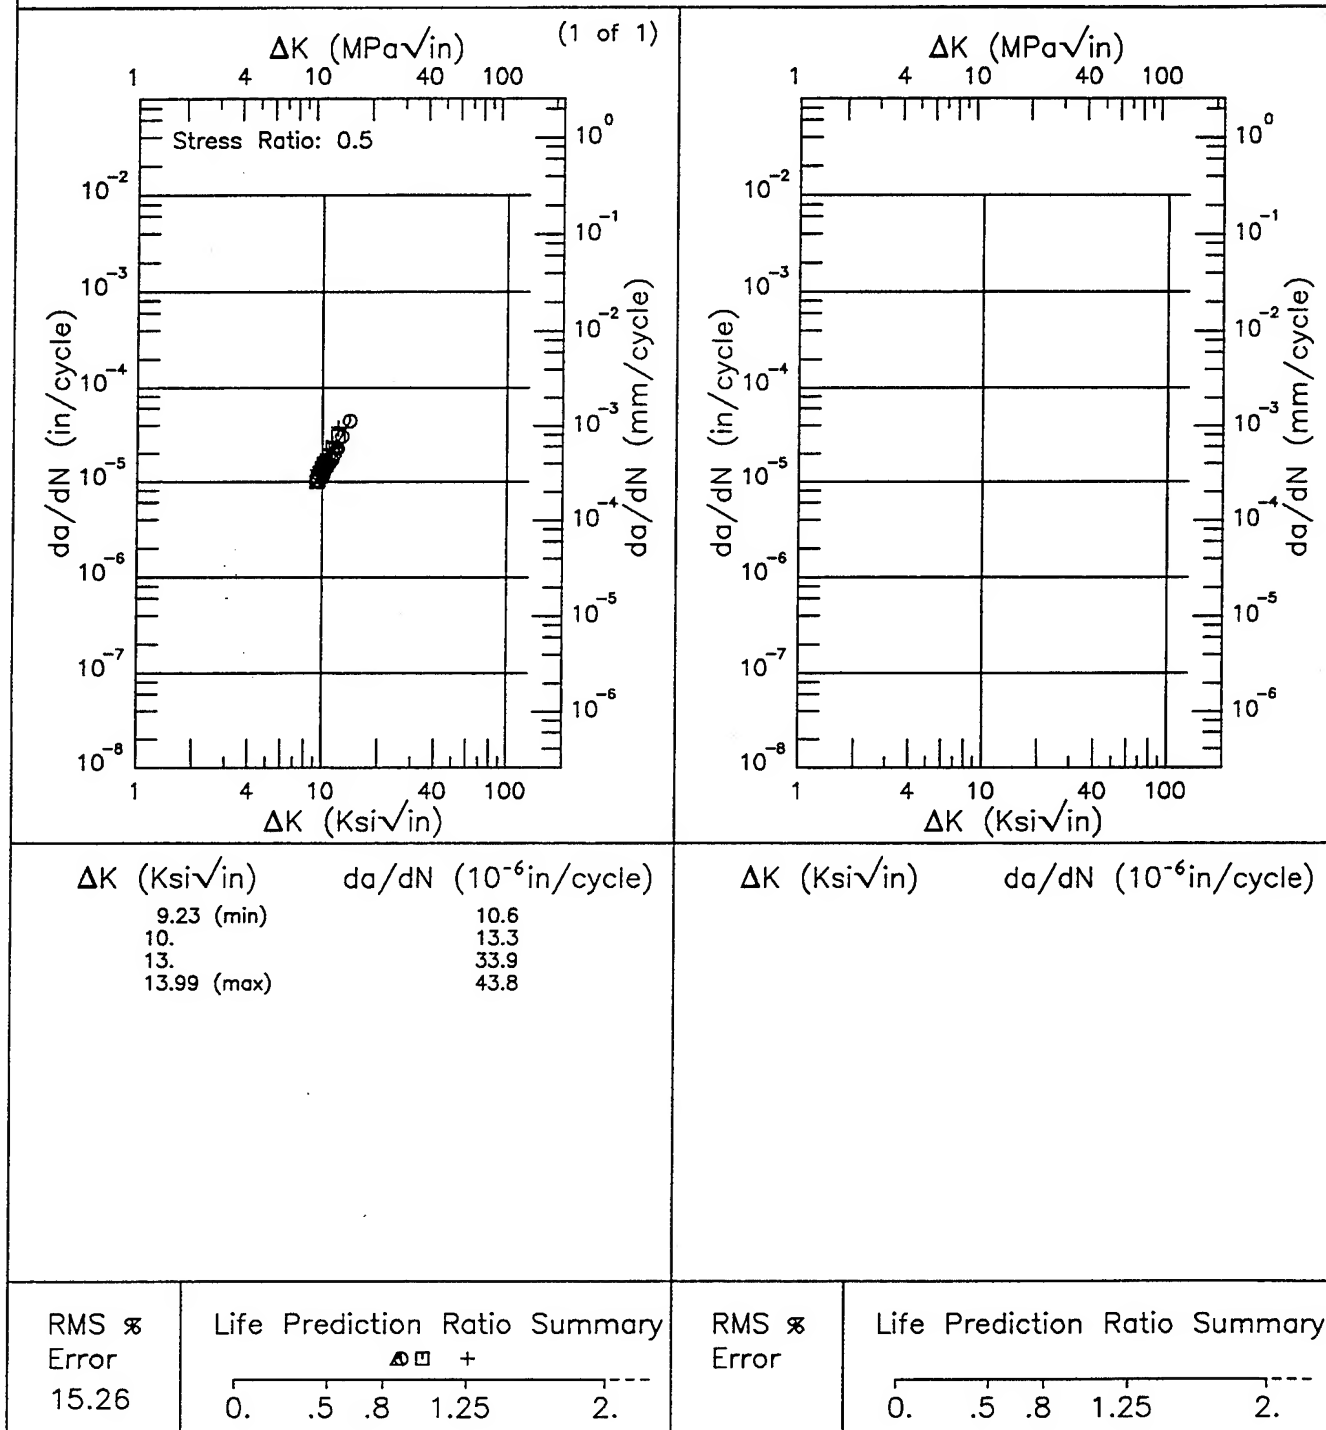 (1 of 1)
ΔK (MPa√in)
1 4 10 40 100
Stress Ratio: 0.5
da/dN (in/cycle)
10⁻²
10⁻³
10⁻⁴
10⁻⁵
10⁻⁶
10⁻⁷
10⁻⁸
10⁰
10⁻¹
10⁻²
10⁻³
10⁻⁴
10⁻⁵
10⁻⁶
da/dN (mm/cycle)
1 4 10 40 100
ΔK (Ksi√in)
ΔK (MPa√in)
1 4 10 40 100
da/dN (in/cycle)
10⁻²
10⁻³
10⁻⁴
10⁻⁵
10⁻⁶
10⁻⁷
10⁻⁸
10⁰
10⁻¹
10⁻²
10⁻³
10⁻⁴
10⁻⁵
10⁻⁶
da/dN (mm/cycle)
1 4 10 40 100
ΔK (Ksi√in)
ΔK (Ksi√in) da/dN (10⁻⁶in/cycle)
9.23 (min) 10.6
10. 13.3
13. 33.9
13.99 (max) 43.8
ΔK (Ksi√in) da/dN (10⁻⁶in/cycle)
RMS %
Error
15.26
Life Prediction Ratio Summary
0. .5 .8 1.25 2.
RMS %
Error
Life Prediction Ratio Summary
0. .5 .8 1.25 2.